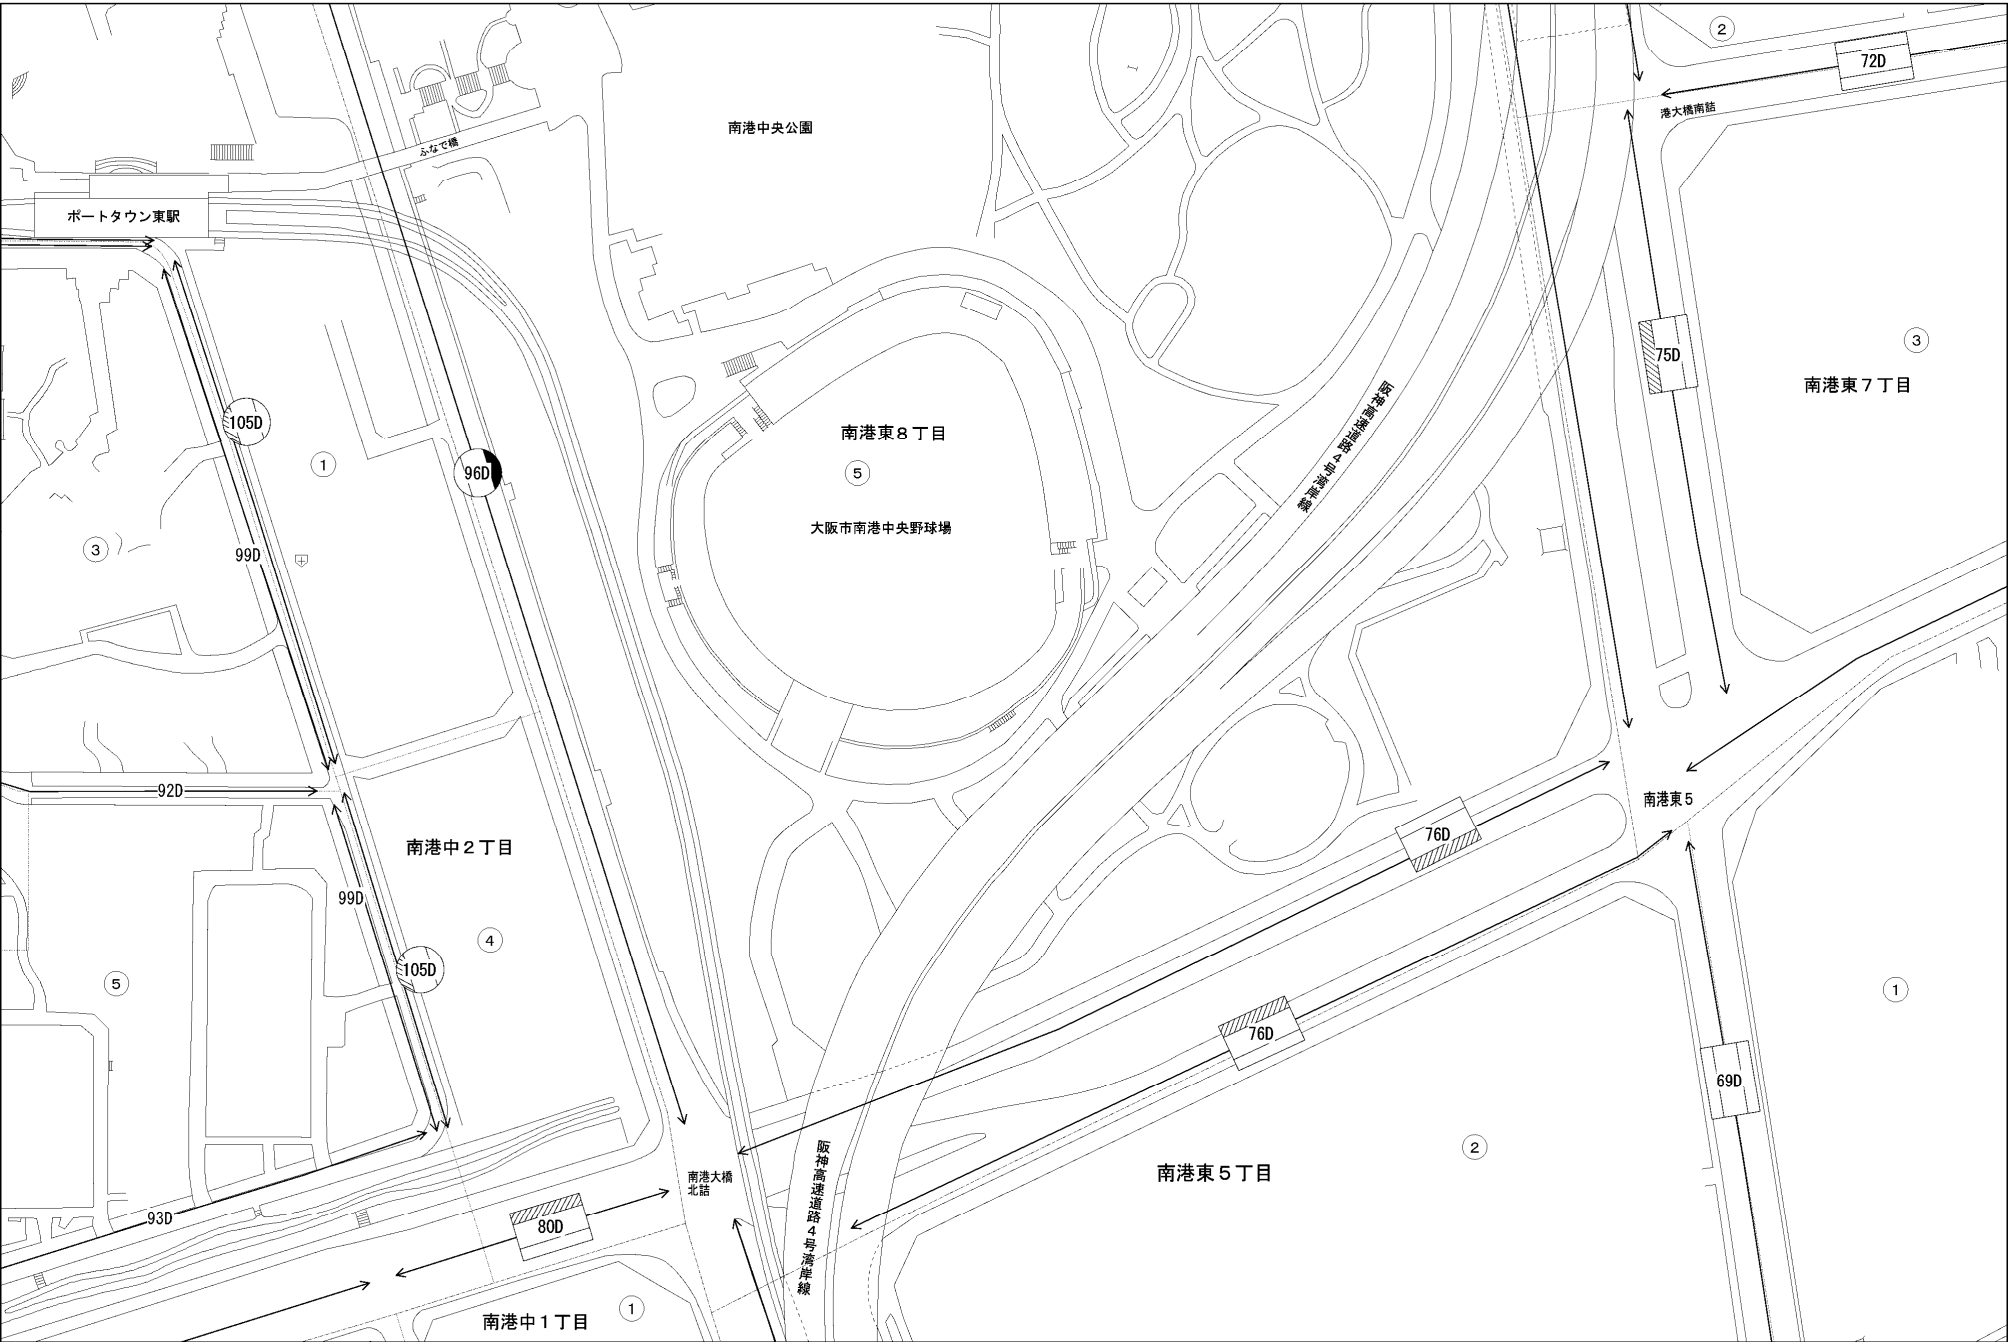 ②
72D
港大橋南詰
南港中央公園
ふなで橋
ポートタウン東駅
75D
③
南港東7丁目
阪神高速道路4号湾岸線
105D
①
96D
南港東8丁目
⑤
大阪市南港中央野球場
③
99D
92D
南港東5
76D
南港中2丁目
99D
④
105D
⑤
①
76D
69D
②
南港東5丁目
南港大橋
北詰
阪神高速道路4号湾岸線
93D
80D
①
南港中1丁目